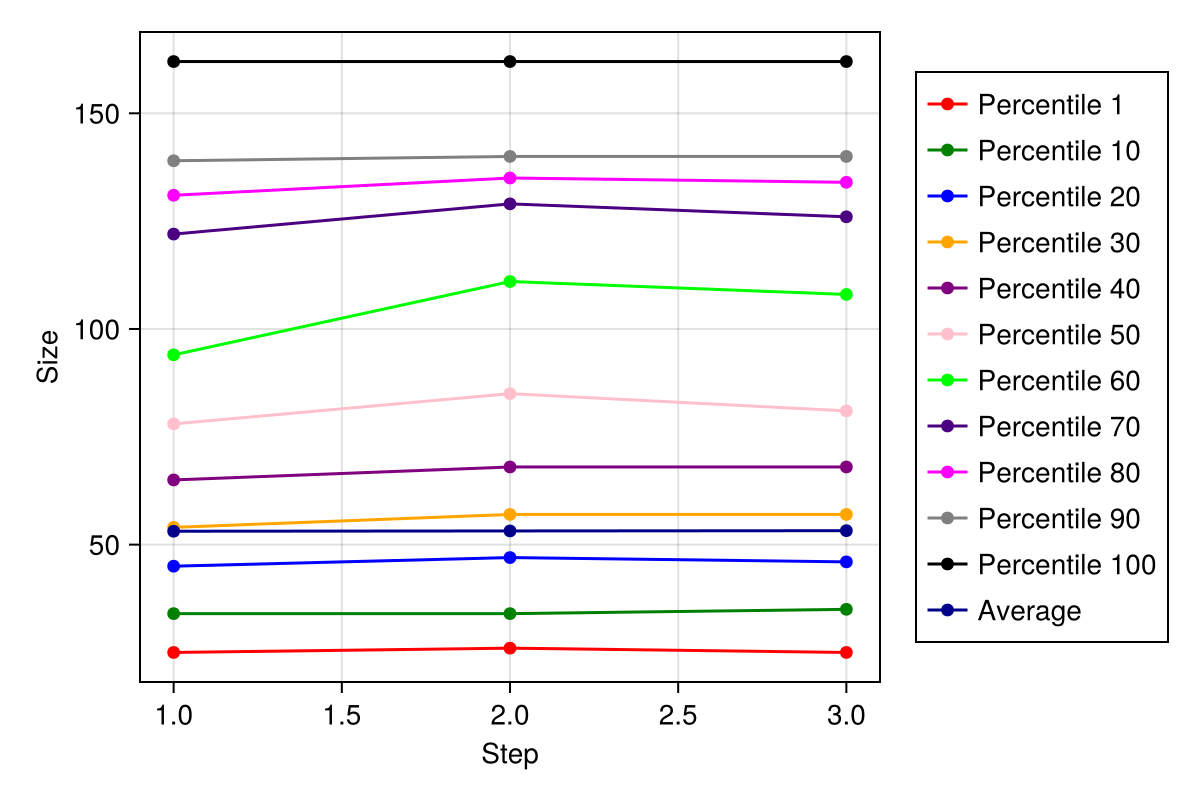 150
100
50
Size
1.0
1.5
2.0
2.5
3.0
Step
Percentile 1
Percentile 10
Percentile 20
Percentile 30
Percentile 40
Percentile 50
Percentile 60
Percentile 70
Percentile 80
Percentile 90
Percentile 100
Average